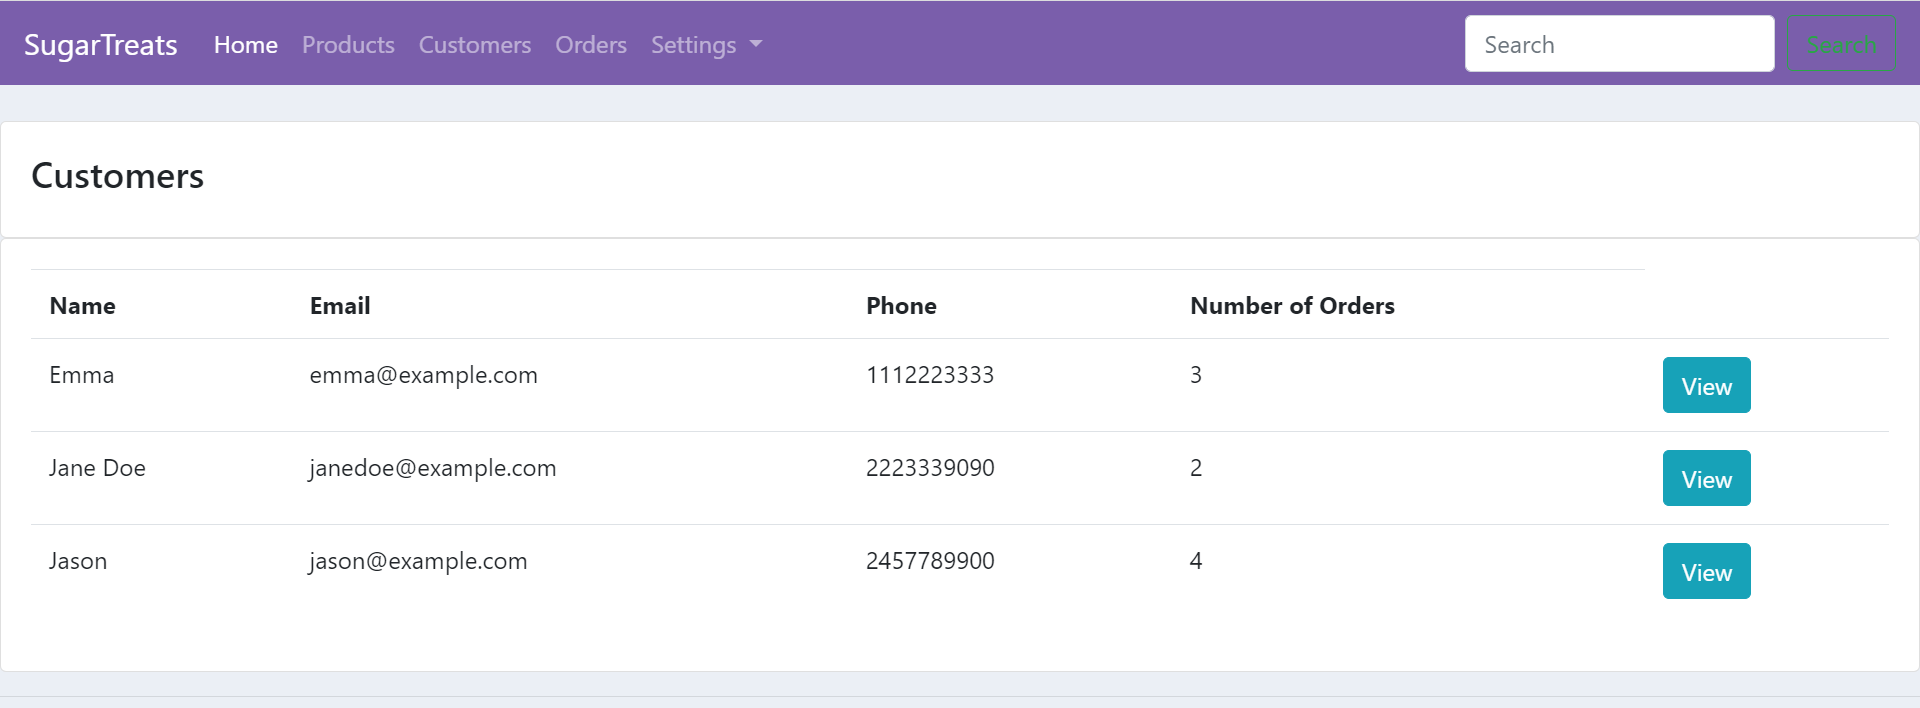 SugarTreats Home Products Customers Orders Settings Search Search
Customers
Name Email Phone Number of Orders
Emma emma@example.com 1112223333 3 View
Jane Doe janedoe@example.com 2223339090 2 View
Jason jason@example.com 2457789900 4 View